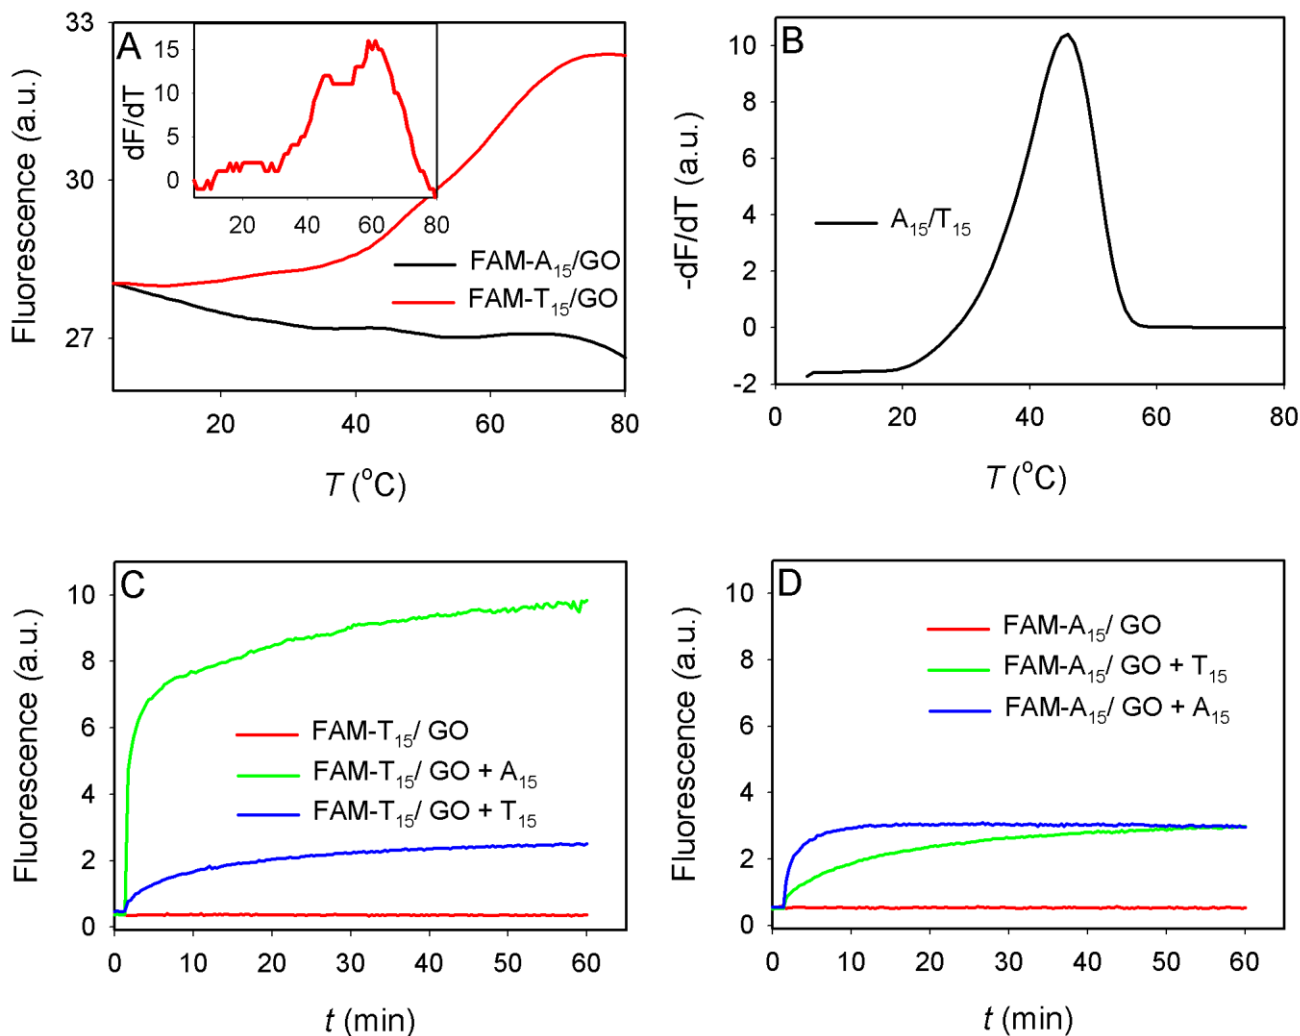 A
Fluorescence (a.u.)
33
30
27
20
40
60
80
T (°C)
dF/dT
15
10
5
0
20
40
60
80
FAM-A₁₅/GO
FAM-T₁₅/GO
B
-dF/dT (a.u.)
10
8
6
4
2
0
-2
0
20
40
60
80
T (°C)
A₁₅/T₁₅
C
Fluorescence (a.u.)
10
8
6
4
2
0
0
10
20
30
40
50
60
t (min)
FAM-T₁₅/ GO
FAM-T₁₅/ GO + A₁₅
FAM-T₁₅/ GO + T₁₅
D
Fluorescence (a.u.)
10
8
6
4
2
0
0
10
20
30
40
50
60
t (min)
FAM-A₁₅/ GO
FAM-A₁₅/ GO + T₁₅
FAM-A₁₅/ GO + A₁₅